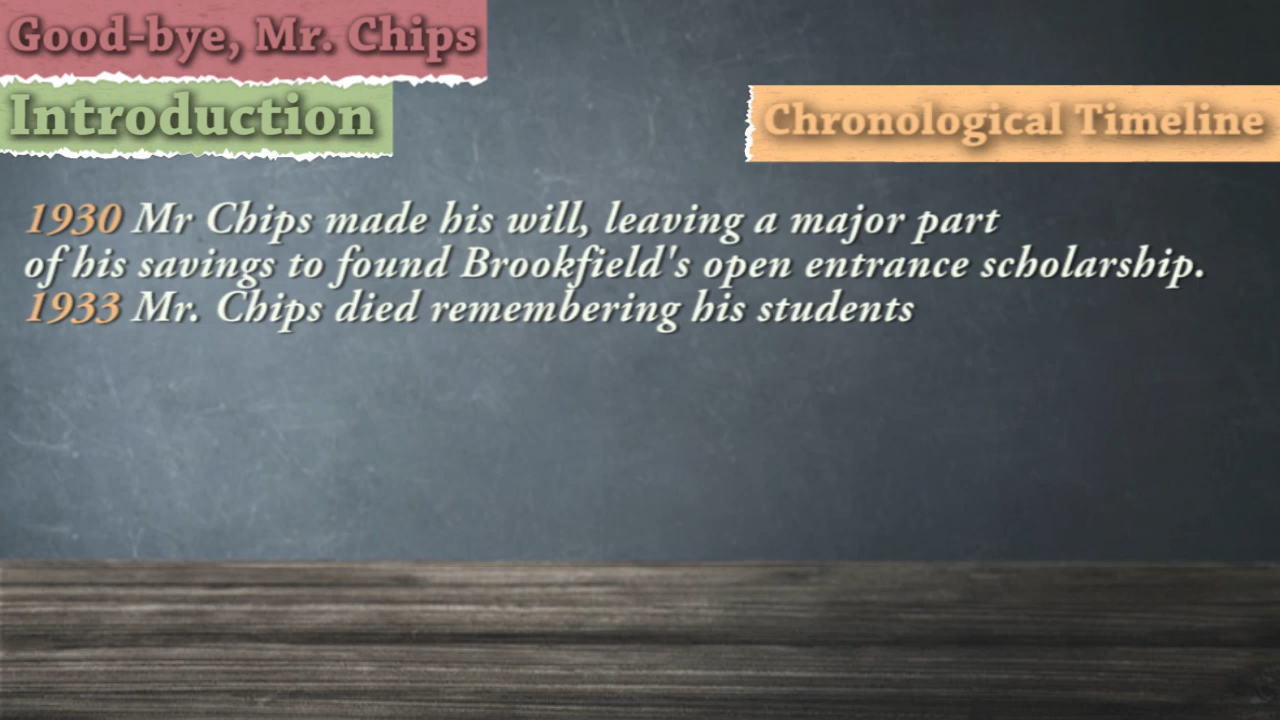 Good-bye, Mr. Chips
Introduction
Chronological Timeline
1930 Mr Chips made his will, leaving a major part
of his savings to found Brookfield's open entrance scholarship.
1933 Mr. Chips died remembering his students